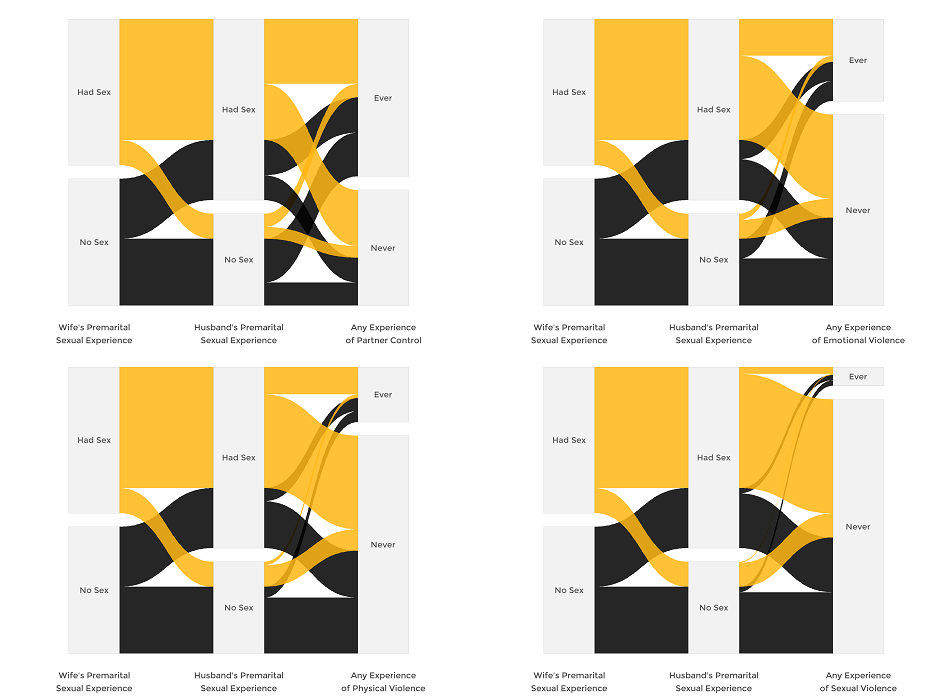 Had Sex
Had Sex
Ever
No Sex
No Sex
Never
Wife's Premarital
Sexual Experience
Husband's Premarital
Sexual Experience
Any Experience
of Partner Control
Had Sex
Had Sex
Ever
No Sex
No Sex
Never
Wife's Premarital
Sexual Experience
Husband's Premarital
Sexual Experience
Any Experience
of Emotional Violence
Had Sex
Had Sex
Ever
No Sex
No Sex
Never
Wife's Premarital
Sexual Experience
Husband's Premarital
Sexual Experience
Any Experience
of Physical Violence
Had Sex
Had Sex
Ever
No Sex
No Sex
Never
Wife's Premarital
Sexual Experience
Husband's Premarital
Sexual Experience
Any Experience
of Sexual Violence